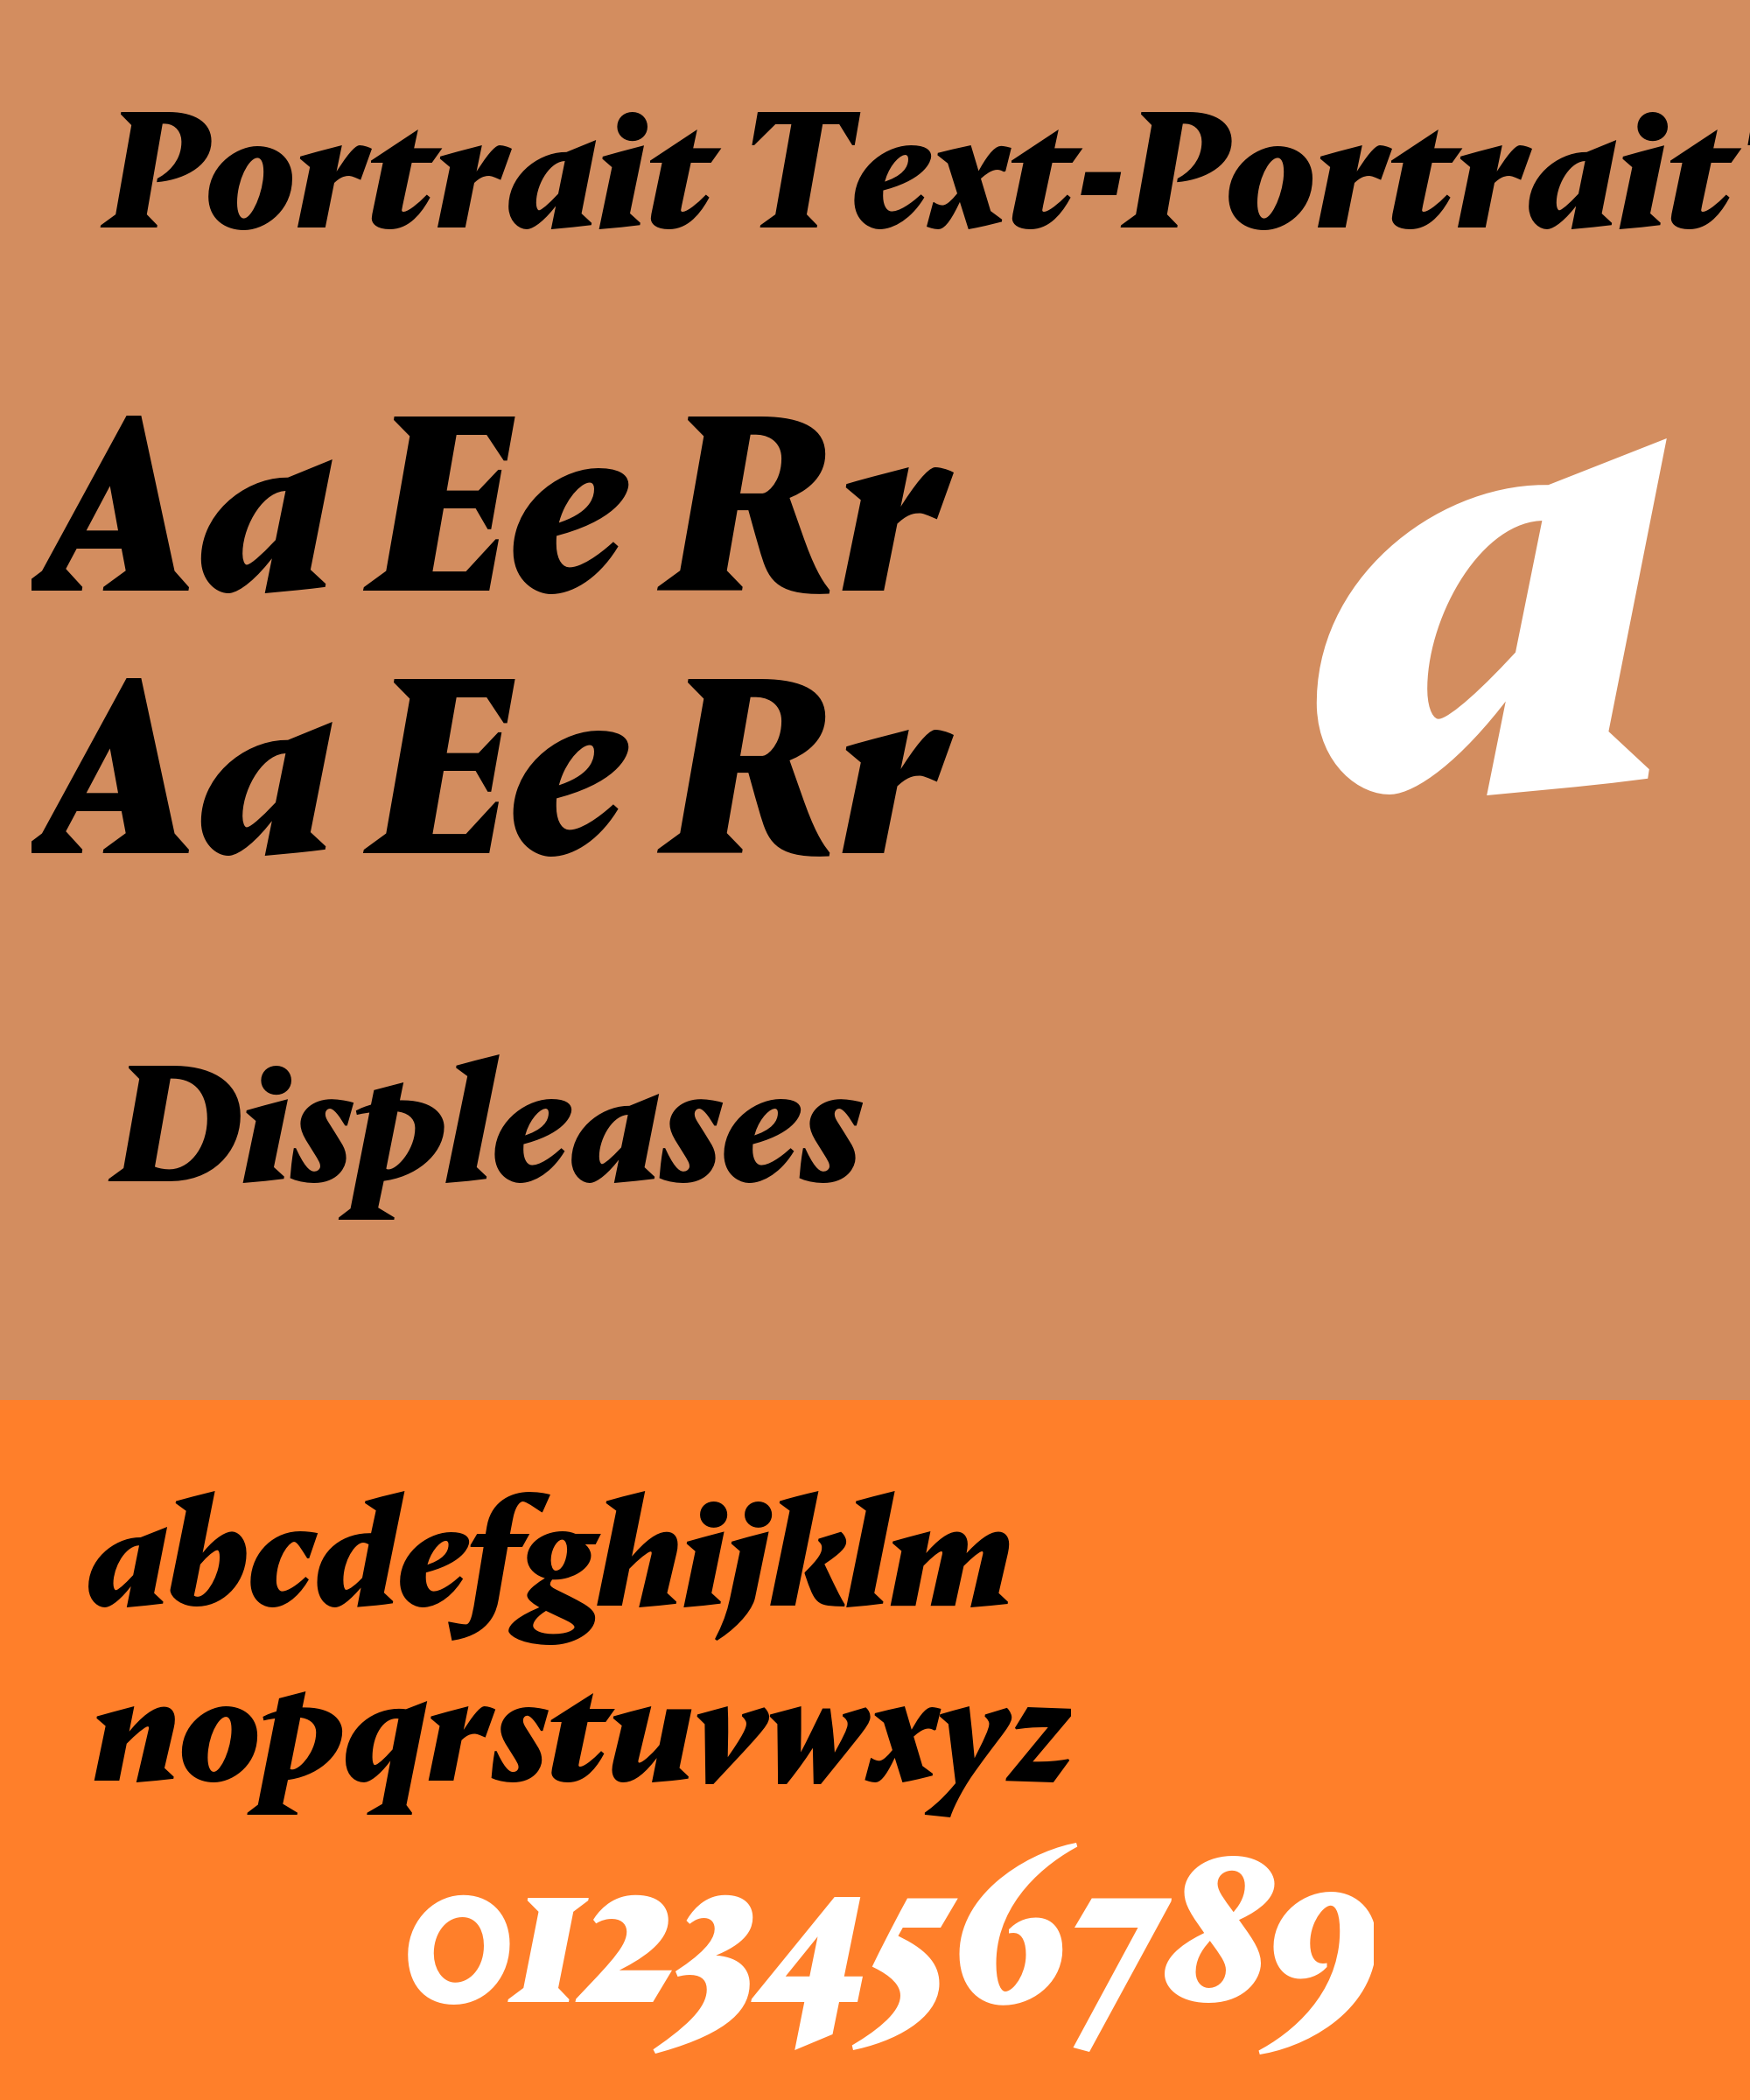 Portrait Text-Portrait
Aa Ee Rr
a
Aa Ee Rr
Displeases
abcdefghijklm
nopqrstuvwxyz
0123456789